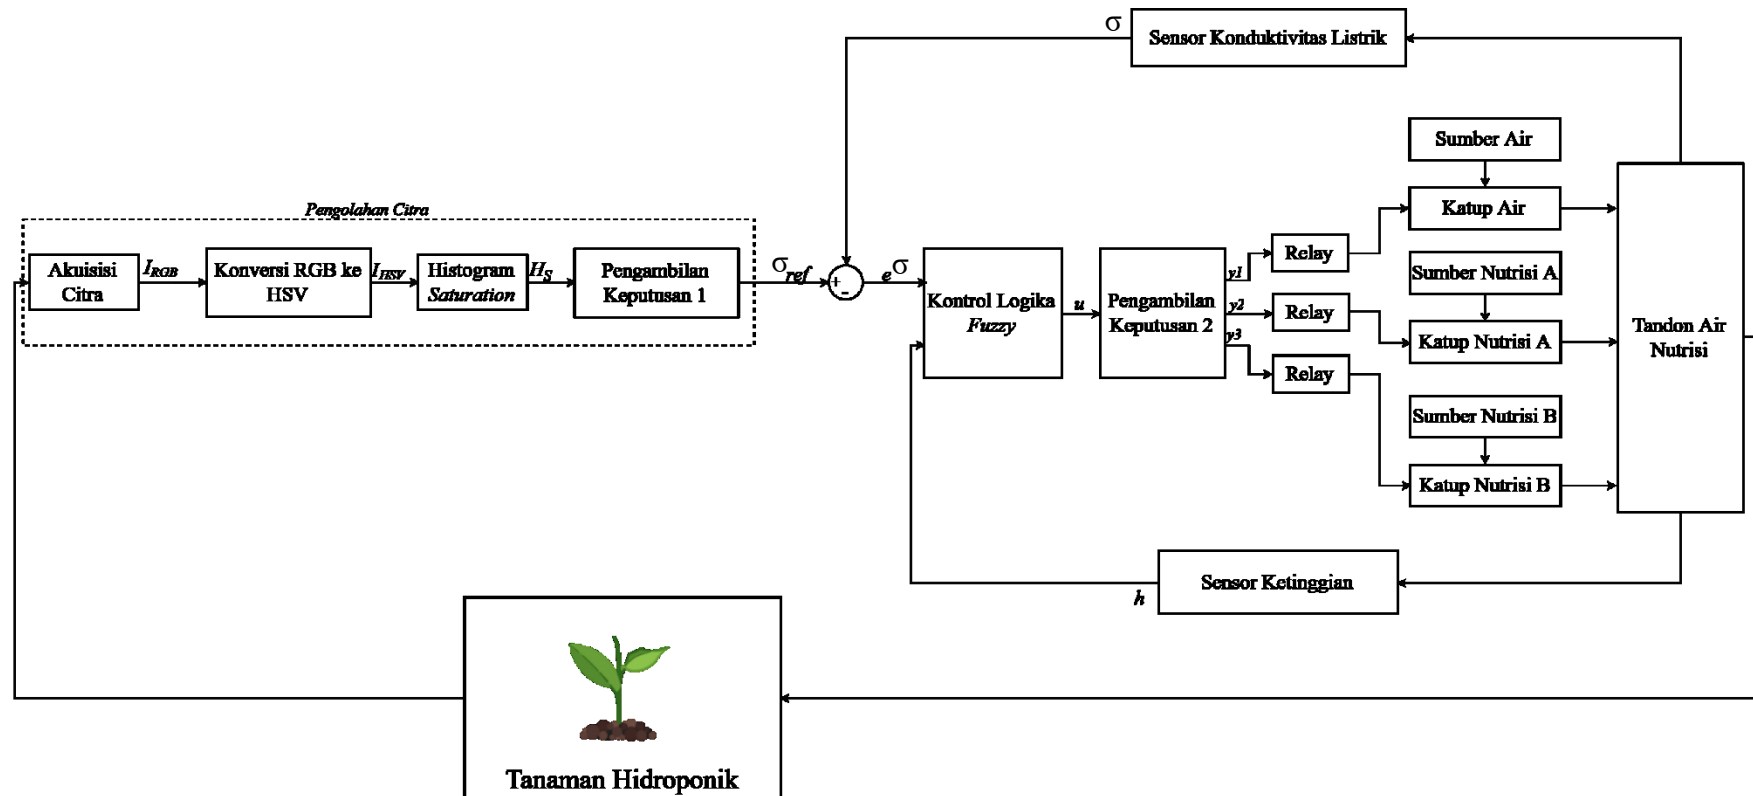 σ
Sensor Konduktivitas Listrik
Sumber Air
Katup Air
Pengolahan Citra
Akuisisi
Citra
I_RGB
Konversi RGB ke
HSV
I_HSV
Histogram
Saturation
H_S
Pengambilan
Keputusan 1
σ_ref
+
-
e σ
Kontrol Logika
Fuzzy
u
Pengambilan
Keputusan 2
y1
y2
y3
Relay
Relay
Relay
Sumber Nutrisi A
Katup Nutrisi A
Sumber Nutrisi B
Katup Nutrisi B
Tandon Air
Nutrisi
Sensor Ketinggian
h
Tanaman Hidroponik